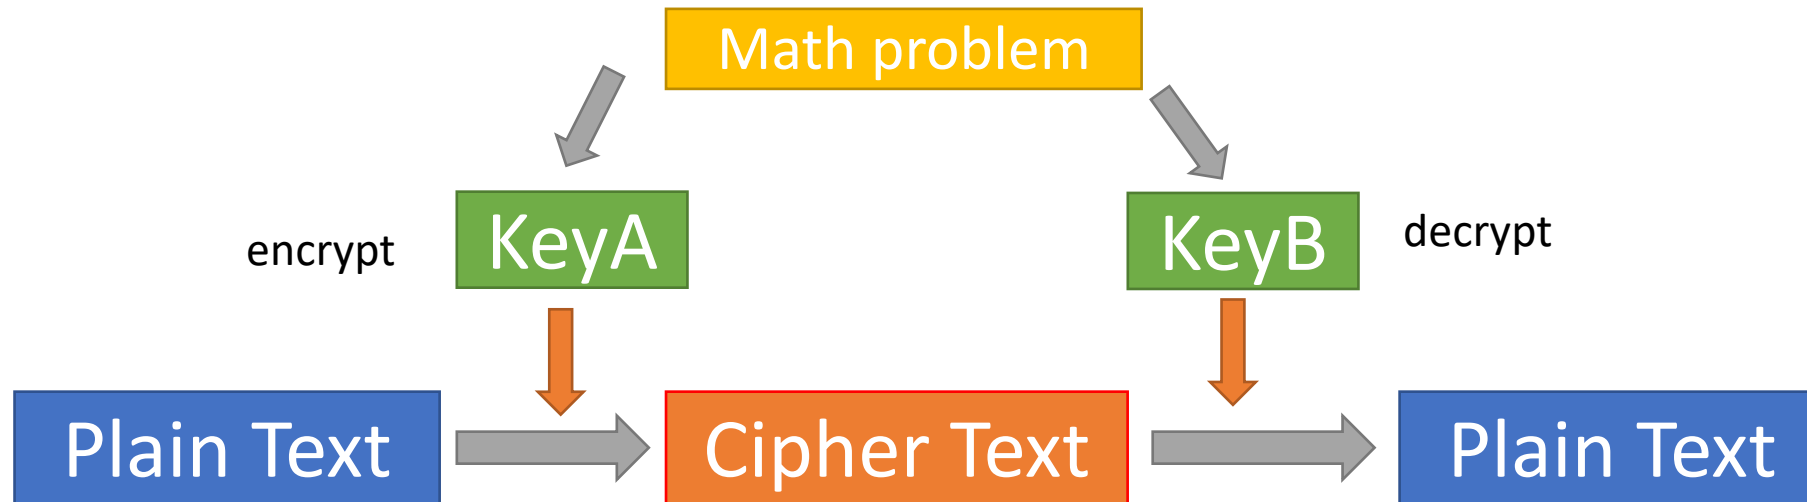 Math problem
encrypt
KeyA
KeyB
decrypt
Plain Text
Cipher Text
Plain Text